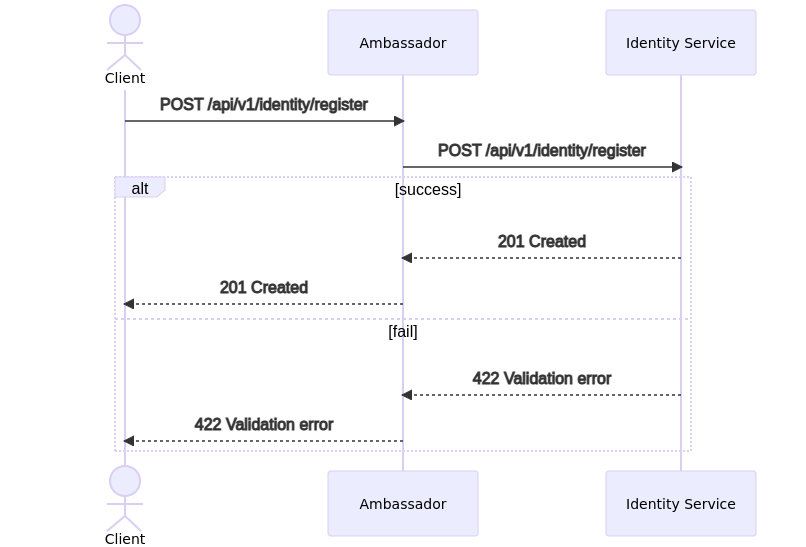 Client
Ambassador
Identity Service
POST /api/v1/identity/register
POST /api/v1/identity/register
alt
[success]
201 Created
201 Created
[fail]
422 Validation error
422 Validation error
Client
Ambassador
Identity Service